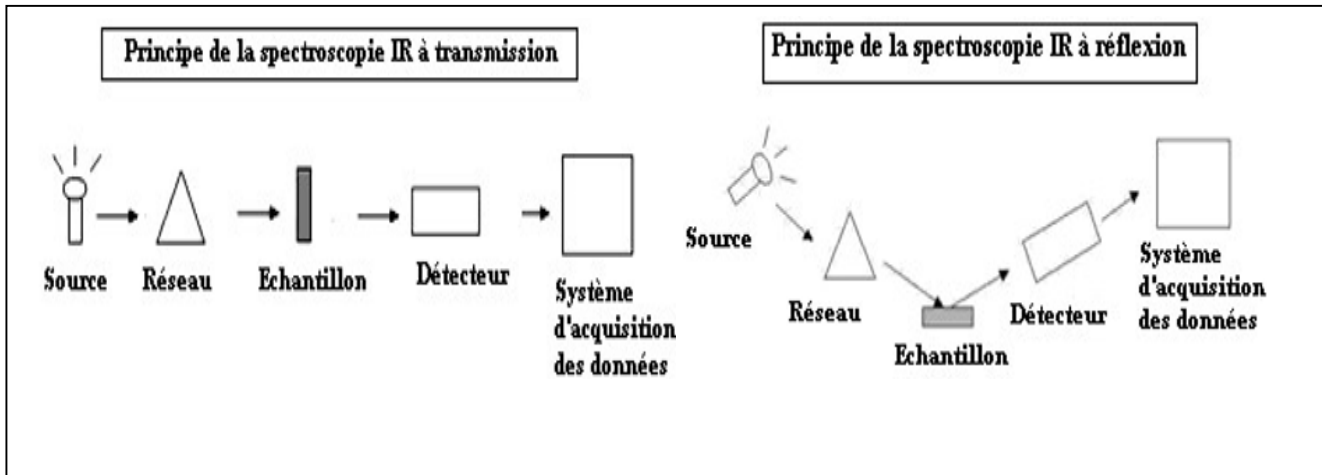 Principe de la spectroscopie IR à transmission
Source
Réseau
Echantillon
Détecteur
Système
d'acquisition
des données
Principe de la spectroscopie IR à réflexion
Source
Réseau
Echantillon
Détecteur
Système
d'acquisition
des données